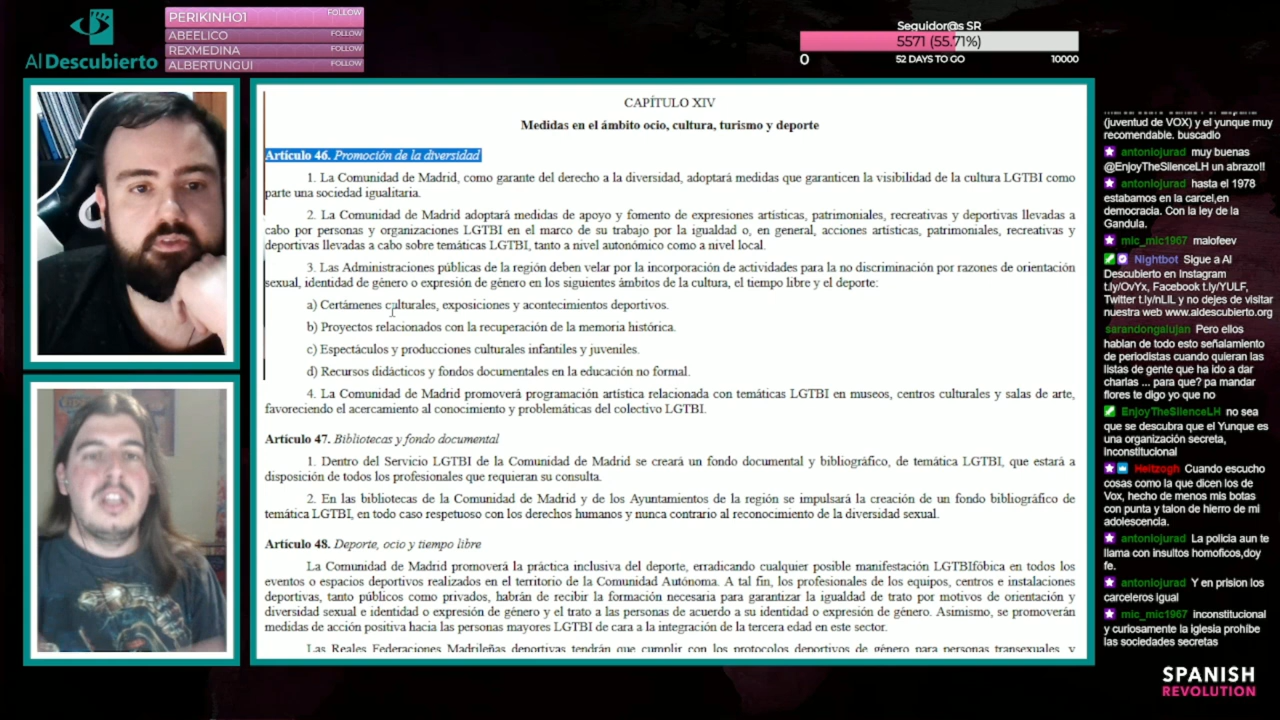 Al Descubierto
PERIKINHO1 FOLLOW
ABEELICO FOLLOW
REXMEDINA FOLLOW
ALBERTUNGUI FOLLOW
Seguidor@s SR
5571 (55.71%)
0 52 DAYS TO GO 10000
CAPÍTULO XIV
Medidas en el ámbito ocio, cultura, turismo y deporte
Artículo 46. Promoción de la diversidad
1. La Comunidad de Madrid, como garante del derecho a la diversidad, adoptará medidas que garanticen la visibilidad de la cultura LGTBI como
parte una sociedad igualitaria.
2. La Comunidad de Madrid adoptará medidas de apoyo y fomento de expresiones artísticas, patrimoniales, recreativas y deportivas llevadas a
cabo por personas y organizaciones LGTBI en el marco de su trabajo por la igualdad o, en general, acciones artísticas, patrimoniales, recreativas y
deportivas llevadas a cabo sobre temáticas LGTBI, tanto a nivel autonómico como a nivel local.
3. Las Administraciones públicas de la región deben velar por la incorporación de actividades para la no discriminación por razones de orientación
sexual, identidad de género o expresión de género en los siguientes ámbitos de la cultura, el tiempo libre y el deporte:
a) Certámenes culturales, exposiciones y acontecimientos deportivos.
b) Proyectos relacionados con la recuperación de la memoria histórica.
c) Espectáculos y producciones culturales infantiles y juveniles.
d) Recursos didácticos y fondos documentales en la educación no formal.
4. La Comunidad de Madrid promoverá programación artística relacionada con temáticas LGTBI en museos, centros culturales y salas de arte,
favoreciendo el acercamiento al conocimiento y problemáticas del colectivo LGTBI.
Artículo 47. Bibliotecas y fondo documental
1. Dentro del Servicio LGTBI de la Comunidad de Madrid se creará un fondo documental y bibliográfico, de temática LGTBI, que estará a
disposición de todos los profesionales que requieran su consulta.
2. En las bibliotecas de la Comunidad de Madrid y de los Ayuntamientos de la región se impulsará la creación de un fondo bibliográfico de
temática LGTBI, en todo caso respetuoso con los derechos humanos y nunca contrario al reconocimiento de la diversidad sexual.
Artículo 48. Deporte, ocio y tiempo libre
La Comunidad de Madrid promoverá la práctica inclusiva del deporte, erradicando cualquier posible manifestación LGTBIfóbica en todos los
eventos o espacios deportivos realizados en el territorio de la Comunidad Autónoma. A tal fin, los profesionales de los equipos, centros e instalaciones
deportivas, tanto públicos como privados, habrán de recibir la formación necesaria para garantizar la igualdad de trato por motivos de orientación y
diversidad sexual e identidad o expresión de género y el trato a las personas de acuerdo a su identidad o expresión de género. Asimismo, se promoverán
medidas de acción positiva hacia las personas mayores LGTBI de cara a la integración de la tercera edad en este sector.
Las Reales Federaciones Madrileñas deportivas tendrán que cumplir con los protocolos deportivos de género para personas transexuales, y
(juventud de VOX) y el yunque muy
recomendable. buscadlo
antoniojurad muy buenas
@EnjoyTheSilenceLH un abrazo!!
antoniojurad hasta el 1978
estabamos en la carcel,en
democracia. Con la ley de la
Gandula.
mic_mic1967 malofeev
Nightbot Sigue a Al
Descubierto en Instagram
t.ly/OvYx, Facebook t.ly/YULF,
Twitter t.ly/nLIL y no dejes de visitar
nuestra web www.aldescubierto.org
sarandongalujan Pero ellos
hablan de todo esto señalamiento
de periodistas cuando quieran las
listas de gente que ha ido a dar
charlas ... para que? pa mandar
flores te digo yo que no
EnjoyTheSilenceLH no sea
que se descubra que el Yunque es
una organización secreta,
Inconstitucional
Heltzogh Cuando escucho
cosas como la que dicen los de
Vox, hecho de menos mis botas
con punta y talon de hierro de mi
adolescencia.
antoniojurad La policia aun te
llama con insultos homoficos,doy
fe.
antoniojurad Y en prision los
carceleros igual
mic_mic1967 inconstitucional
y curiosamente la iglesia prohíbe
las sociedades secretas
SPANISH
REVOLUTION